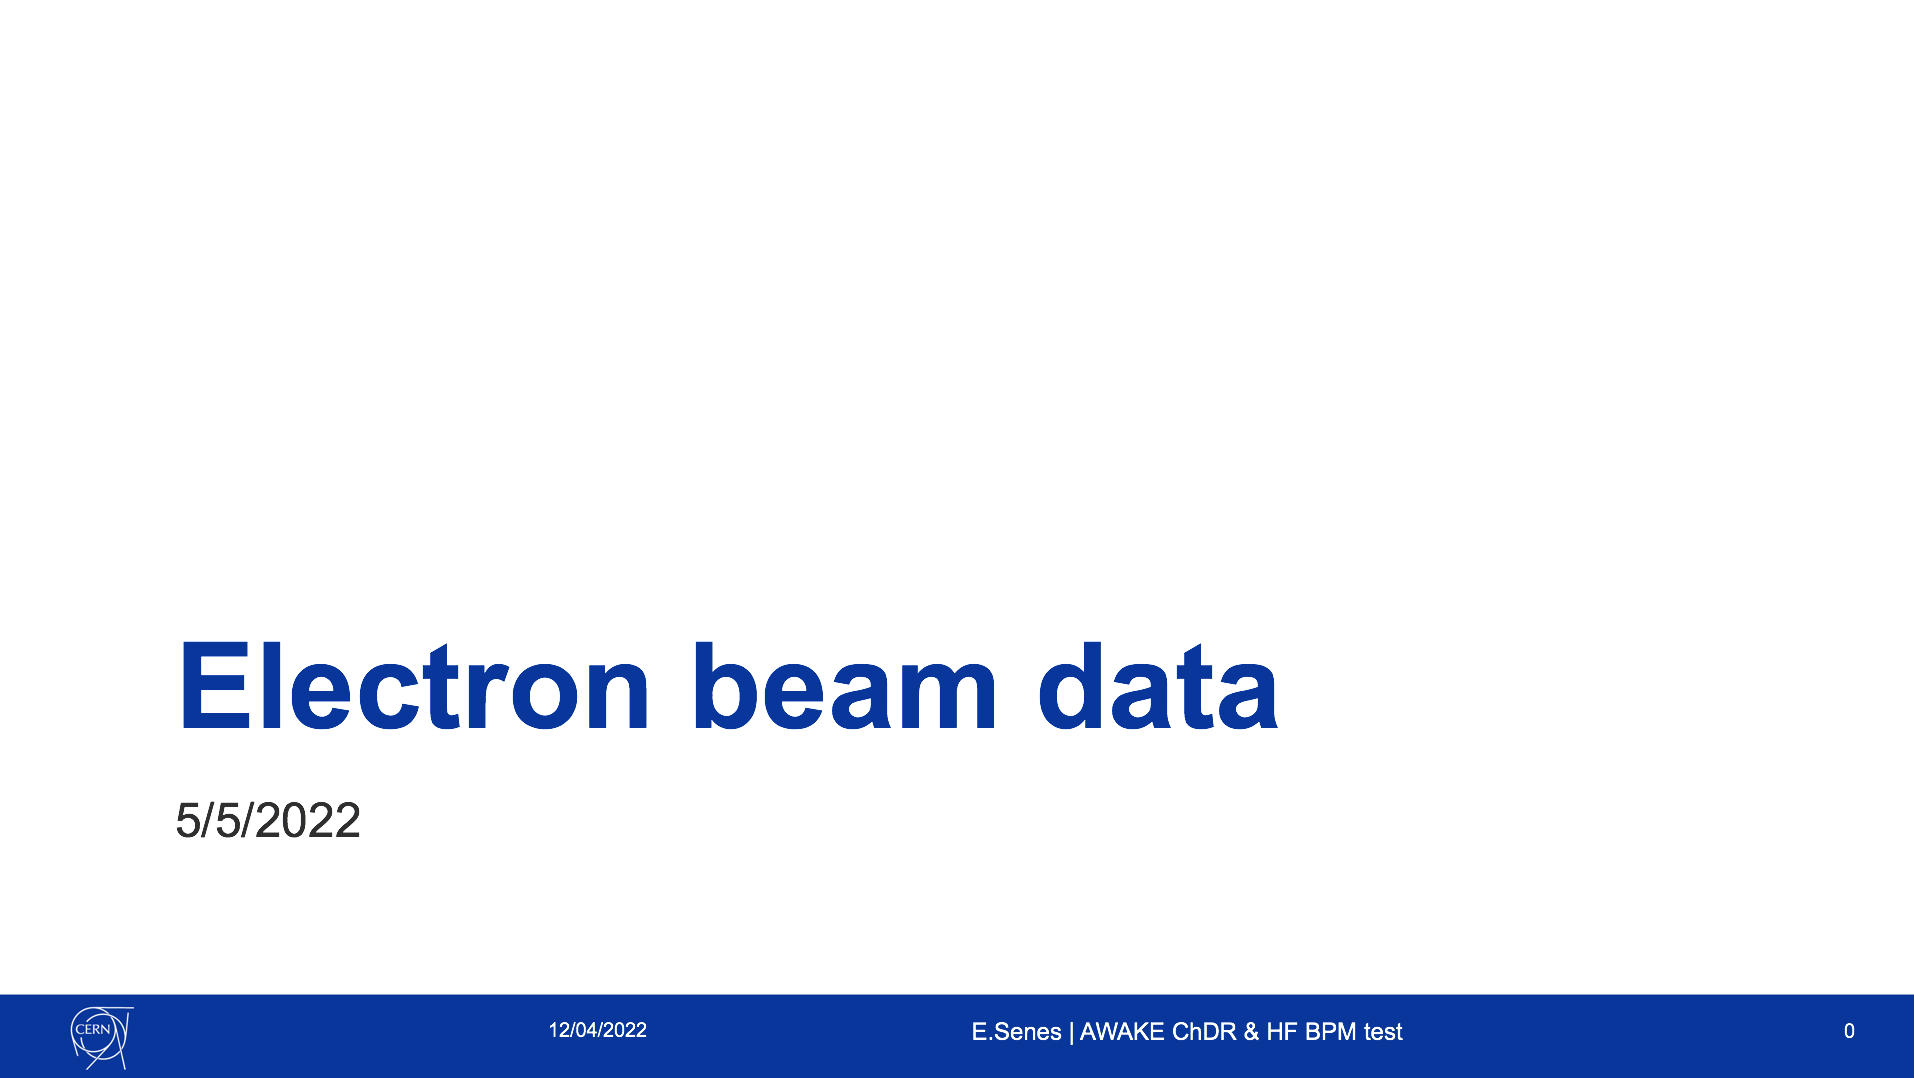 Electron beam data
5/5/2022
CERN
12/04/2022
E.Senes | AWAKE ChDR & HF BPM test
0